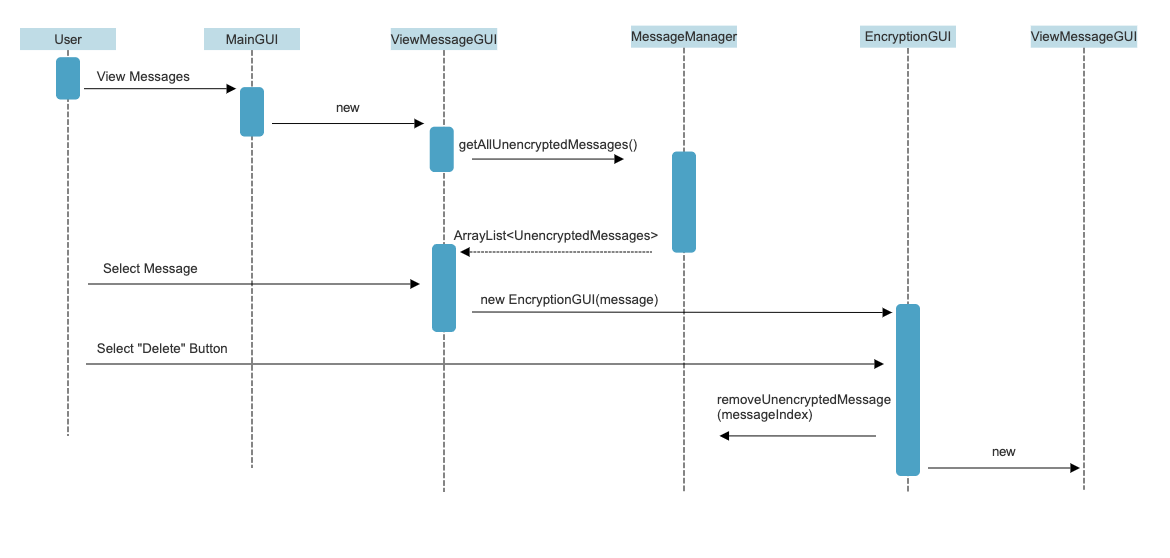 User
MainGUI
ViewMessageGUI
MessageManager
EncryptionGUI
ViewMessageGUI
View Messages
new
getAllUnencryptedMessages()
ArrayList<UnencryptedMessages>
Select Message
new EncryptionGUI(message)
Select "Delete" Button
removeUnencryptedMessage
(messageIndex)
new